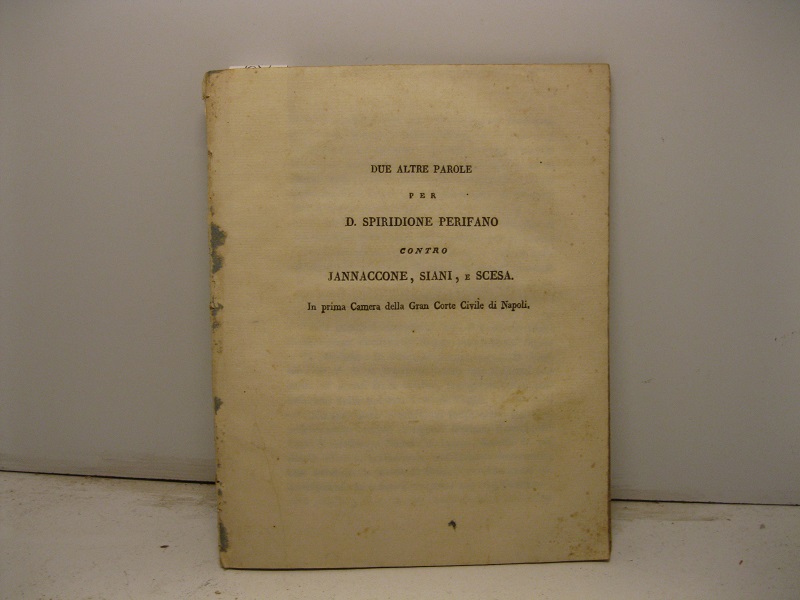 DUE ALTRE PAROLE
PER
D. SPIRIDIONE PERIFANO
CONTRO
JANNACCONE, SIANI, E SCESA.
In prima Camera della Gran Corte Civile di Napoli.